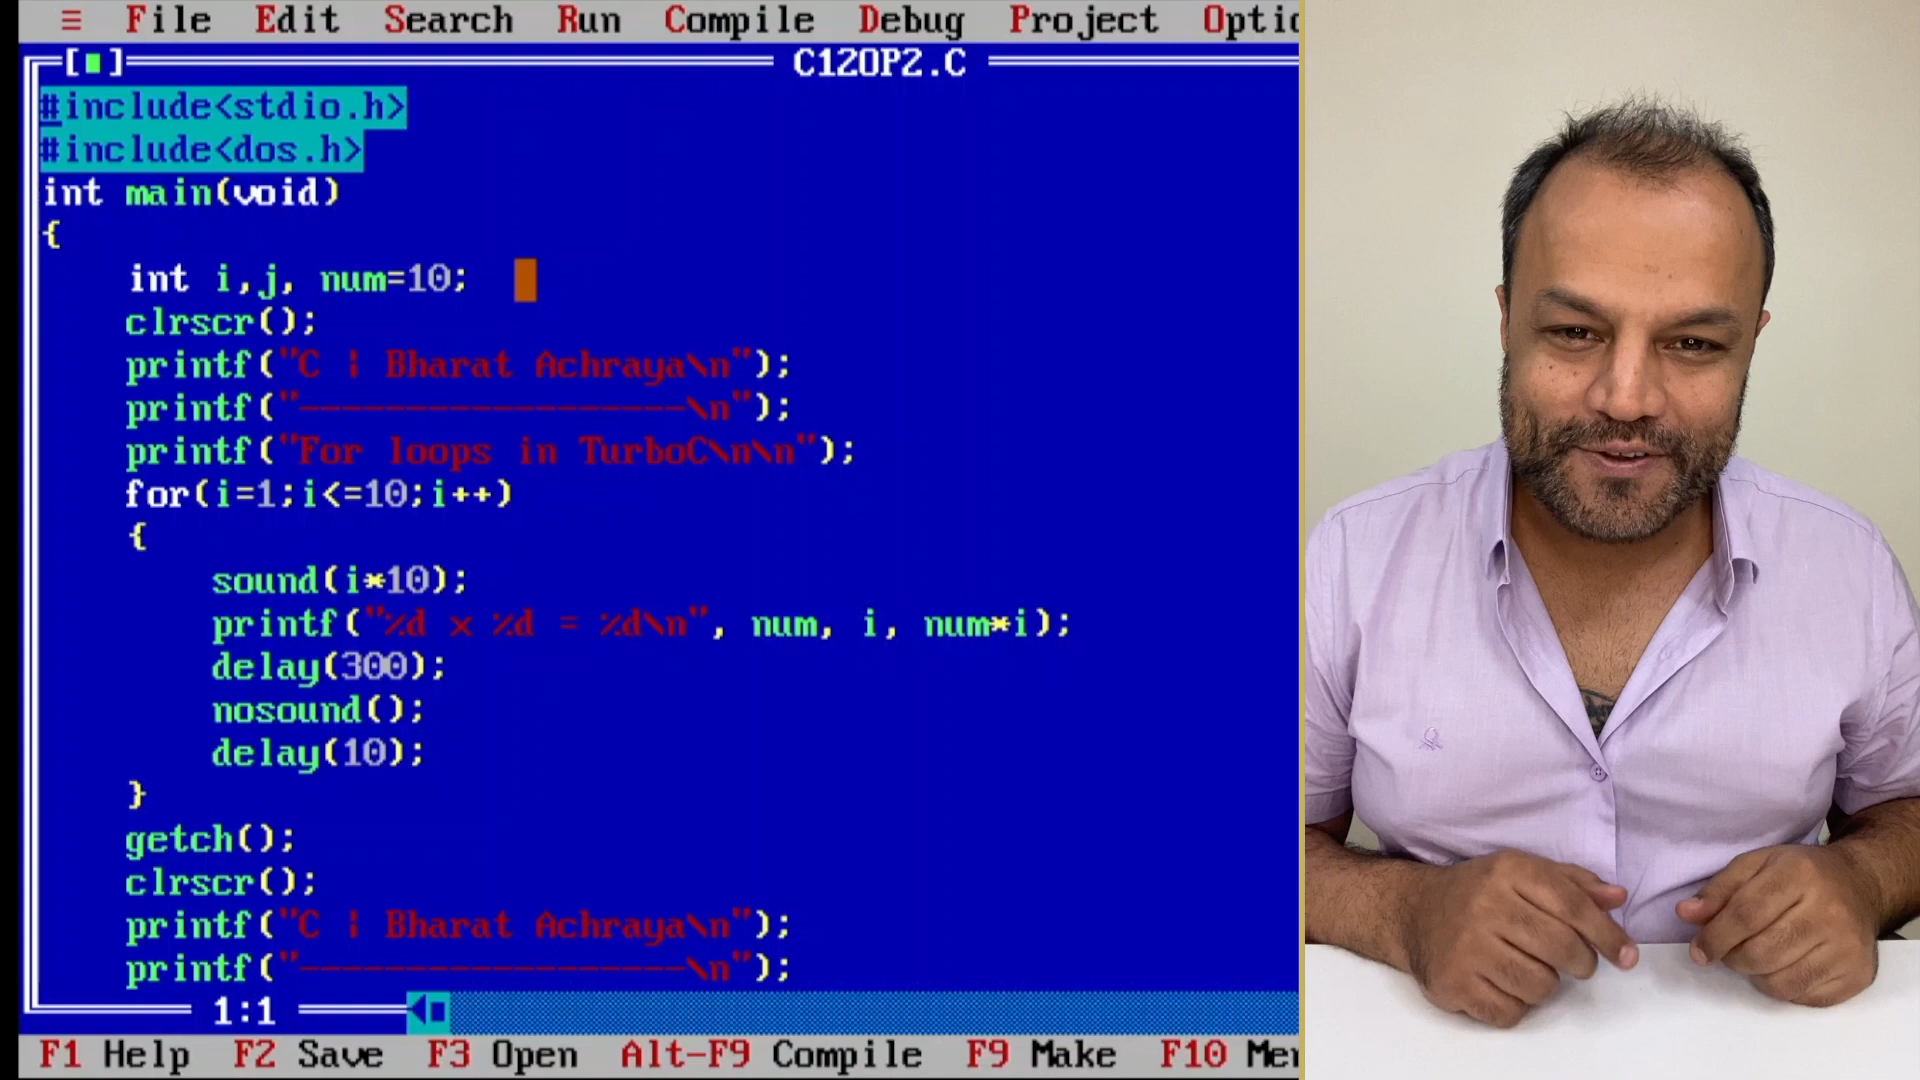 ≡ File Edit Search Run Compile Debug Project Optio
[■] C12OP2.C
#include<stdio.h>
#include<dos.h>
int main(void)
{
int i,j, num=10;
clrscr();
printf("C | Bharat Achraya\n");
printf("------------------\n");
printf("For loops in TurboC\n\n");
for(i=1;i<=10;i++)
{
sound(i*10);
printf("%d x %d = %d\n", num, i, num*i);
delay(300);
nosound();
delay(10);
}
getch();
clrscr();
printf("C | Bharat Achraya\n");
printf("------------------\n");
1:1
F1 Help F2 Save F3 Open Alt-F9 Compile F9 Make F10 Men